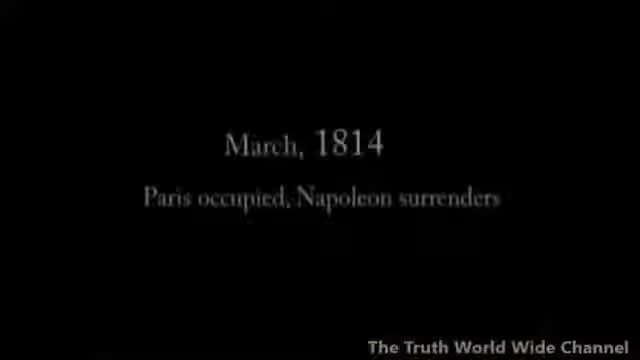 March, 1814
Paris occupied, Napoleon surrenders
The Truth World Wide Channel